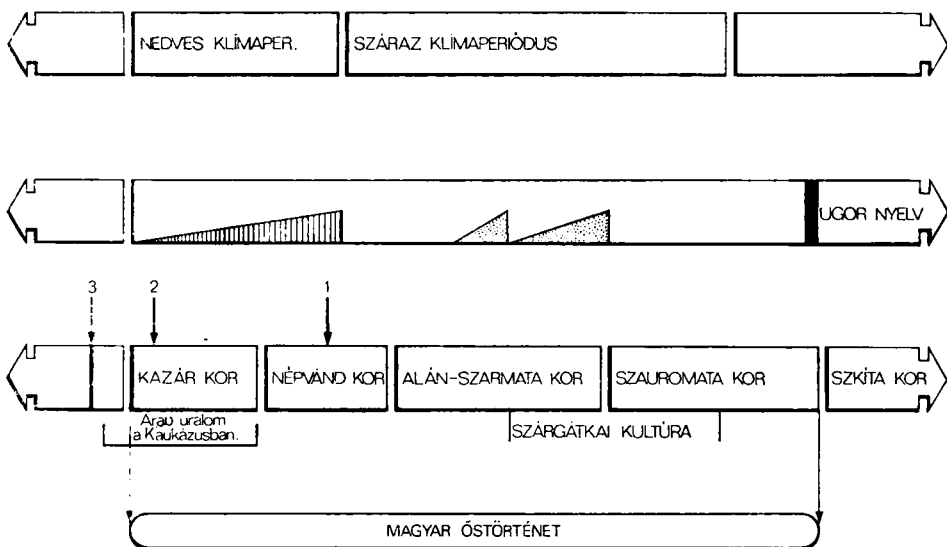 NEDVES KLÍMAPER.
SZÁRAZ KLÍMAPERIÓDUS
UGOR NYELV
3
2
1
KAZÁR KOR
NÉPVÁND KOR
ALÁN-SZARMATA KOR
SZAUROMATA KOR
SZKÍTA KOR
Arab uralom
a Kaukázusban.
SZÁRGÁTKAI KULTÚRA
MAGYAR ŐSTÖRTÉNET